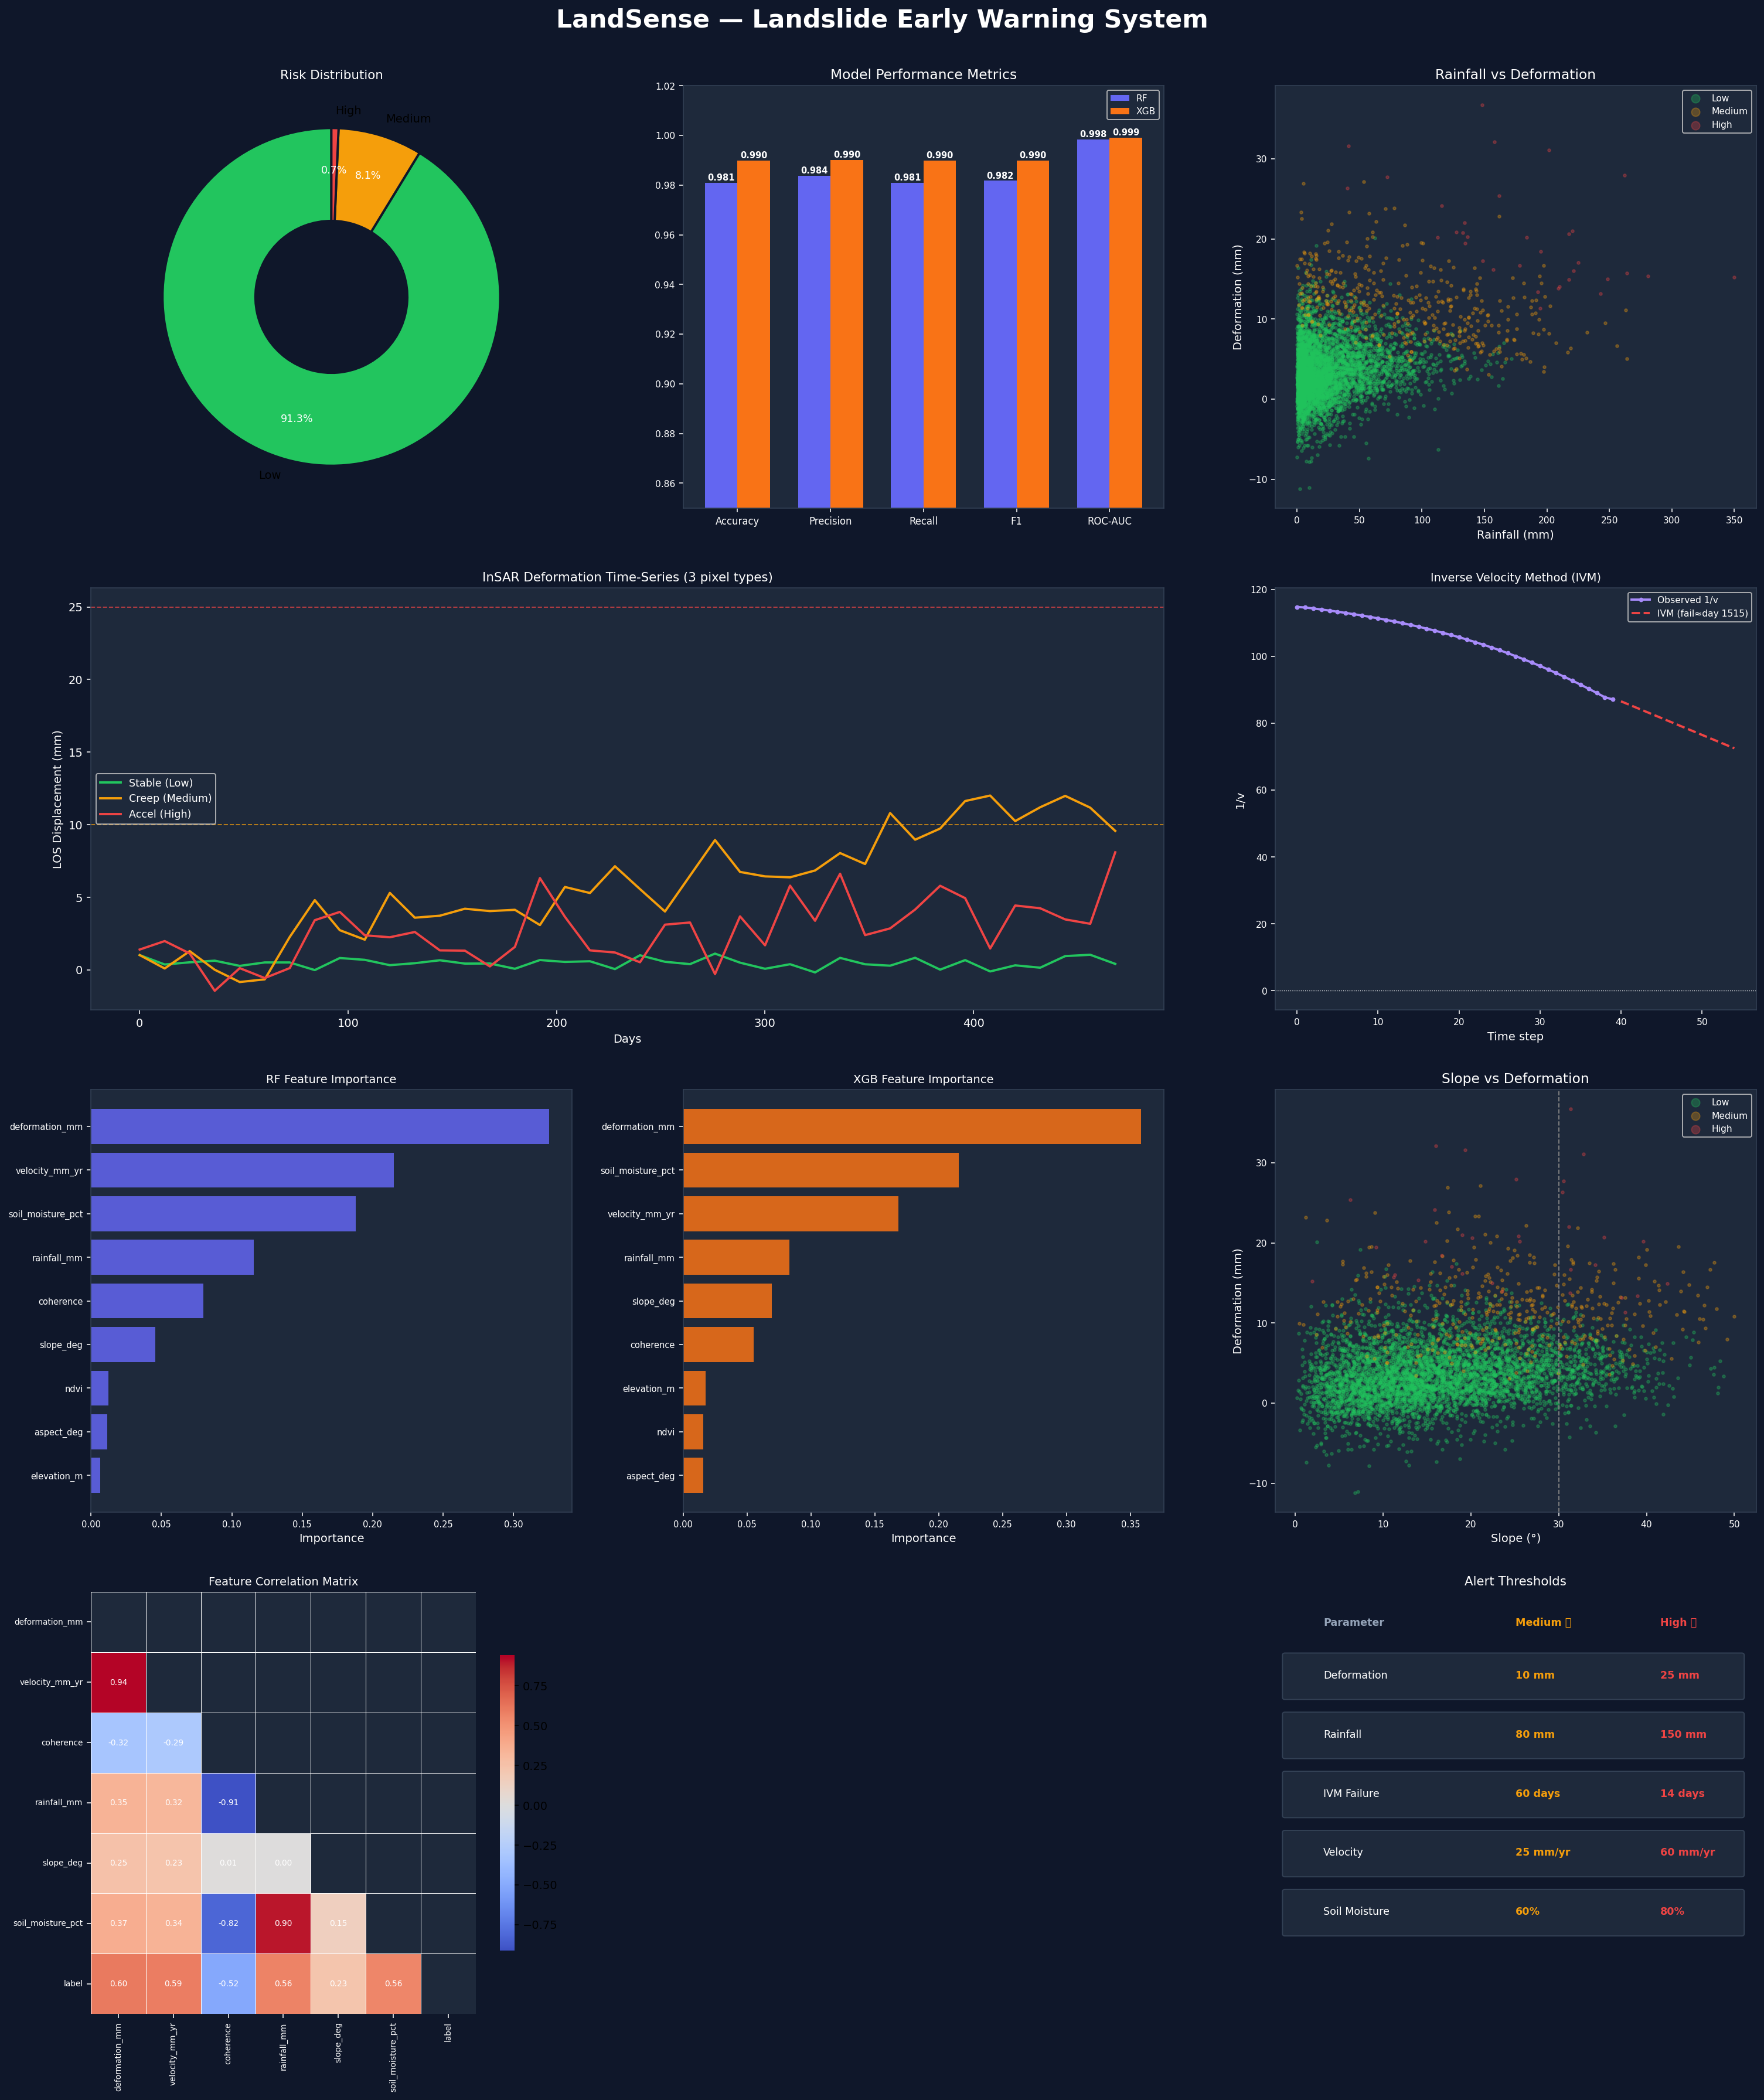 LandSense — Landslide Early Warning System
Risk Distribution
High
Medium
0.7%
8.1%
91.3%
Low
Model Performance Metrics
RF
XGB
1.02
1.00
0.98
0.96
0.94
0.92
0.90
0.88
0.86
0.981
0.990
0.984
0.990
0.981
0.990
0.982
0.990
0.998
0.999
Accuracy
Precision
Recall
F1
ROC-AUC
Rainfall vs Deformation
Low
Medium
High
Deformation (mm)
30
20
10
0
−10
0 50 100 150 200 250 300 350
Rainfall (mm)
InSAR Deformation Time-Series (3 pixel types)
LOS Displacement (mm)
25
20
15
10
5
0
Stable (Low)
Creep (Medium)
Accel (High)
0 100 200 300 400
Days
Inverse Velocity Method (IVM)
Observed 1/v
IVM (fail≈day 1515)
1/v
120
100
80
60
40
20
0
0 10 20 30 40 50
Time step
RF Feature Importance
deformation_mm
velocity_mm_yr
soil_moisture_pct
rainfall_mm
coherence
slope_deg
ndvi
aspect_deg
elevation_m
0.00 0.05 0.10 0.15 0.20 0.25 0.30
Importance
XGB Feature Importance
deformation_mm
soil_moisture_pct
velocity_mm_yr
rainfall_mm
slope_deg
coherence
elevation_m
ndvi
aspect_deg
0.00 0.05 0.10 0.15 0.20 0.25 0.30 0.35
Importance
Slope vs Deformation
Low
Medium
High
Deformation (mm)
30
20
10
0
−10
0 10 20 30 40 50
Slope (°)
Feature Correlation Matrix
deformation_mm
velocity_mm_yr 0.94
coherence -0.32 -0.29
rainfall_mm 0.35 0.32 -0.91
slope_deg 0.25 0.23 0.01 0.00
soil_moisture_pct 0.37 0.34 -0.82 0.90 0.15
label 0.60 0.59 -0.52 0.56 0.23 0.56
deformation_mm
velocity_mm_yr
coherence
rainfall_mm
slope_deg
soil_moisture_pct
label
0.75
0.50
0.25
0.00
−0.25
−0.50
−0.75
Alert Thresholds
Parameter Medium High
Deformation 10 mm 25 mm
Rainfall 80 mm 150 mm
IVM Failure 60 days 14 days
Velocity 25 mm/yr 60 mm/yr
Soil Moisture 60% 80%